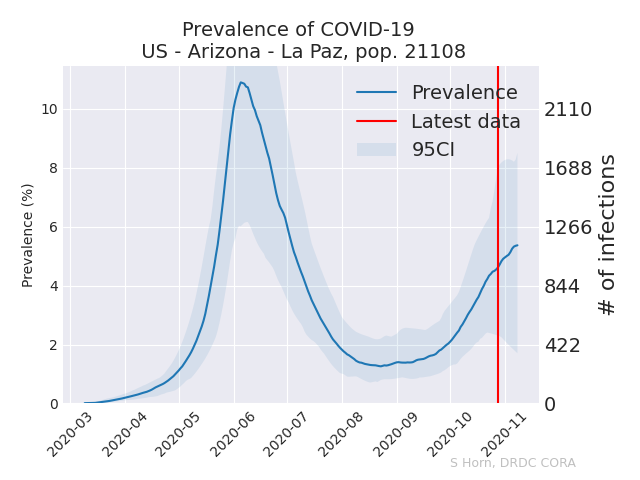 Prevalence of COVID-19
US - Arizona - La Paz, pop. 21108
Prevalence
Latest data
95CI
Prevalence (%)
10
8
6
4
2
0
# of infections
2110
1688
1266
844
422
0
2020-03
2020-04
2020-05
2020-06
2020-07
2020-08
2020-09
2020-10
2020-11
S Horn, DRDC CORA